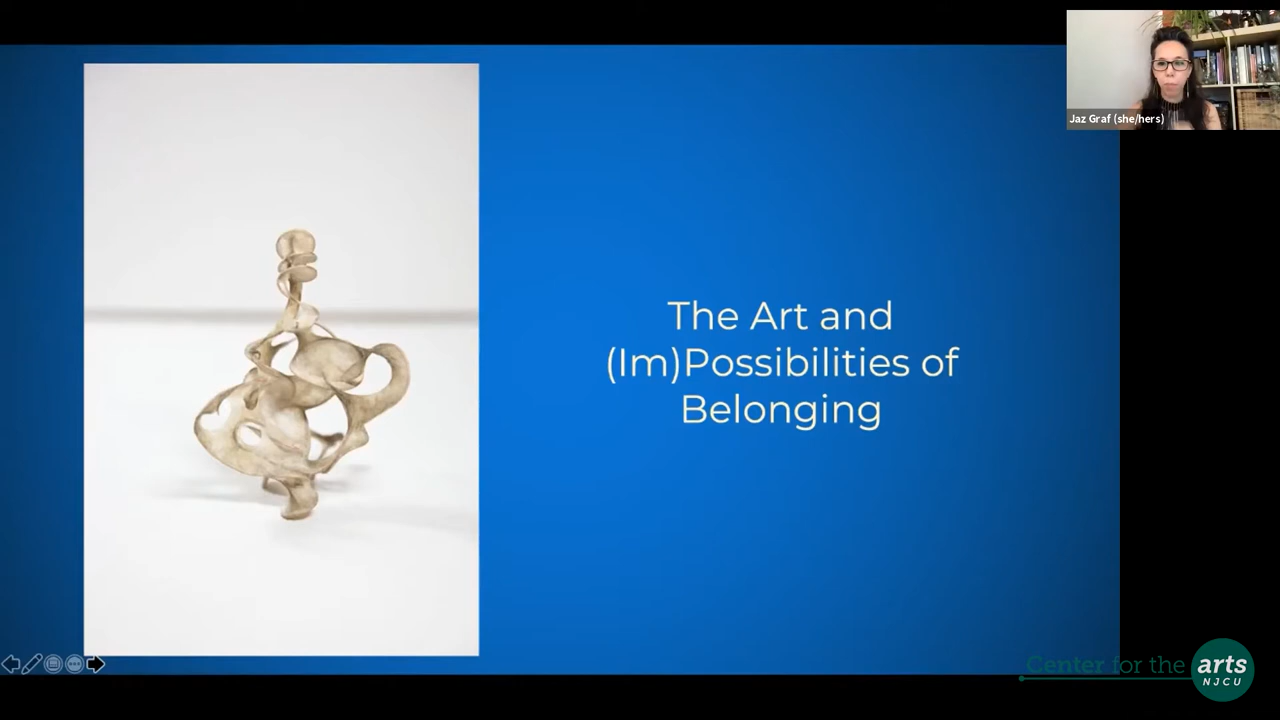 Jaz Graf (she/hers)
The Art and
(Im)Possibilities of
Belonging
Center for the arts
NJCU